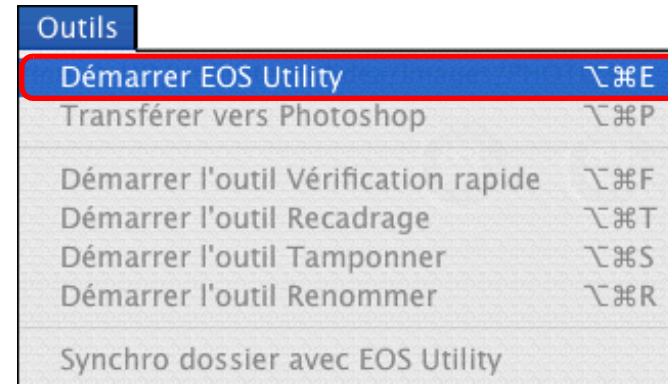 Outils
Démarrer EOS Utility ⌥⌘E
Transférer vers Photoshop ⌥⌘P
Démarrer l'outil Vérification rapide ⌥⌘F
Démarrer l'outil Recadrage ⌥⌘T
Démarrer l'outil Tamponner ⌥⌘S
Démarrer l'outil Renommer ⌥⌘R
Synchro dossier avec EOS Utility